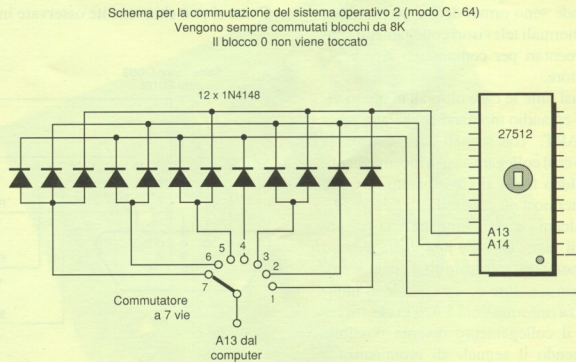 Schema per la commutazione del sistema operativo 2 (modo C - 64)
Vengono sempre commutati blocchi da 8K
Il blocco 0 non viene toccato
12 x 1N4148
27512
A13
A14
5
4
3
6
2
7
1
Commutatore
a 7 vie
A13 dal
computer